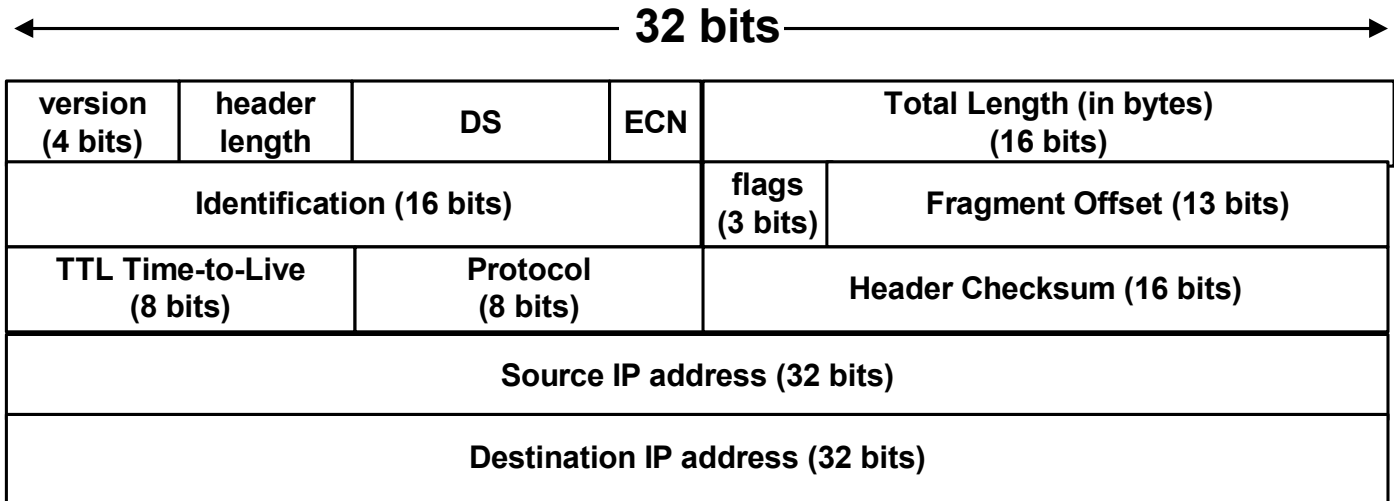 32 bits
version
(4 bits)
header
length
DS
ECN
Total Length (in bytes)
(16 bits)
Identification (16 bits)
flags
(3 bits)
Fragment Offset (13 bits)
TTL Time-to-Live
(8 bits)
Protocol
(8 bits)
Header Checksum (16 bits)
Source IP address (32 bits)
Destination IP address (32 bits)